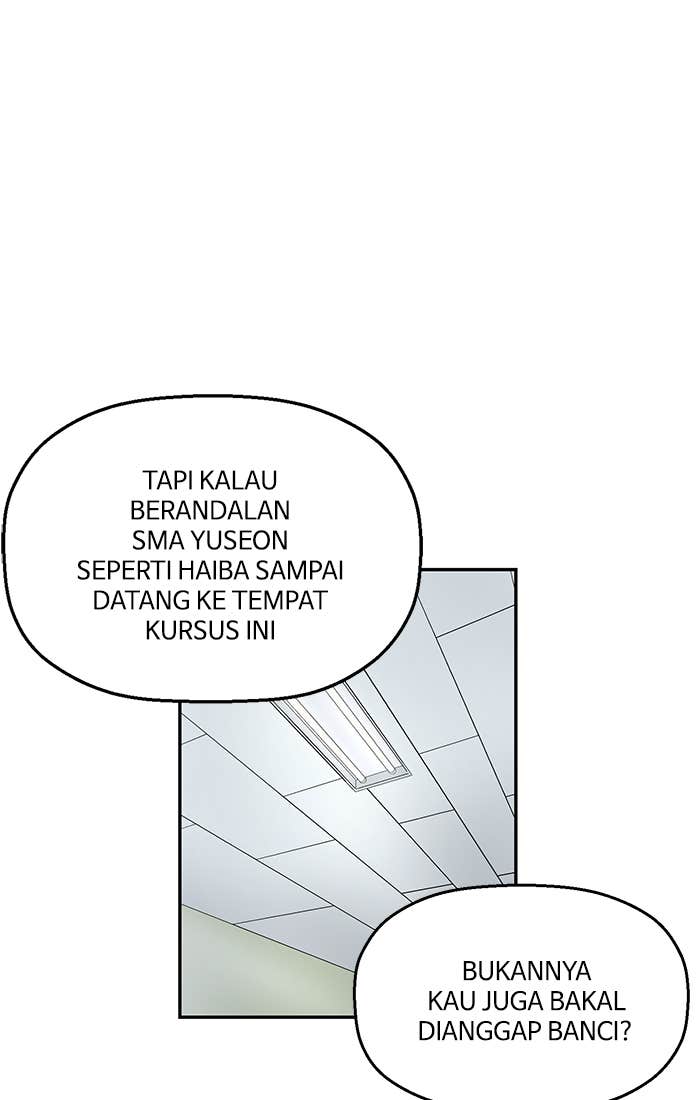 TAPI KALAU
BERANDALAN
SMA YUSEON
SEPERTI HAIBA SAMPAI
DATANG KE TEMPAT
KURSUS INI
BUKANNYA
KAU JUGA BAKAL
DIANGGAP BANCI?